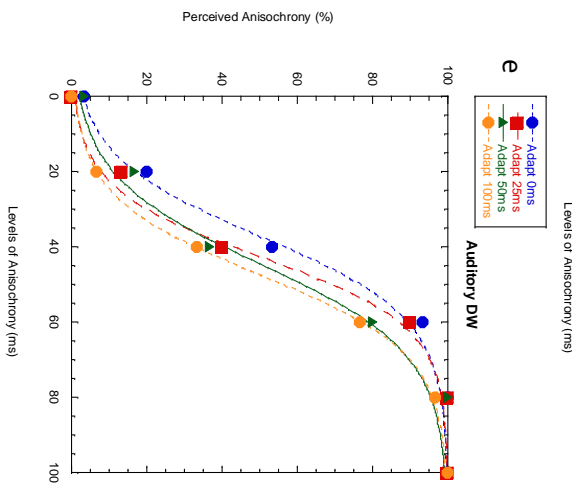 Perceived Anisochrony (%)
0
20
40
60
80
100
e
Adapt 0ms
Adapt 25ms
Adapt 50ms
Adapt 100ms
Auditory DW
Levels of Anisochrony (ms)
0
20
40
60
80
100
Levels of Anisochrony (ms)